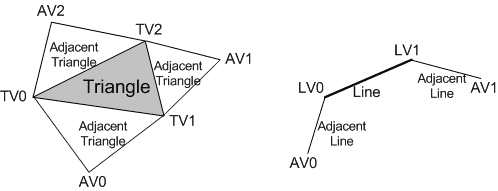 AV2
TV2
Adjacent
Triangle
Triangle
Adjacent
Triangle
AV1
TV0
TV1
Adjacent
Triangle
AV0
LV1
LV0
Line
Adjacent
Line
AV1
Adjacent
Line
AV0